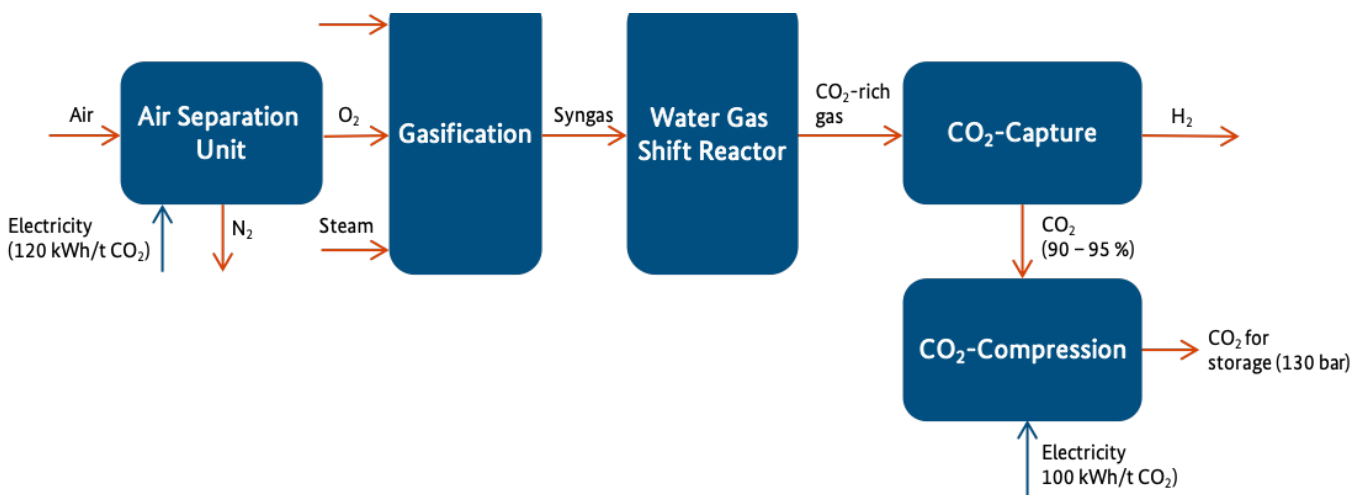 Air
Air Separation
Unit
O₂
Electricity
(120 kWh/t CO₂)
N₂
Steam
Gasification
Syngas
Water Gas
Shift Reactor
CO₂-rich
gas
CO₂-Capture
H₂
CO₂
(90 – 95 %)
CO₂-Compression
CO₂ for
storage (130 bar)
Electricity
100 kWh/t CO₂)